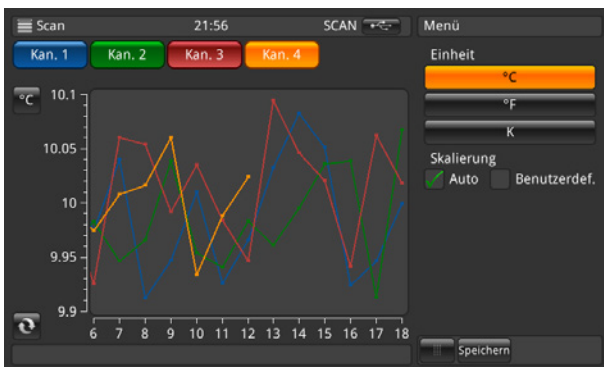 Scan 21:56 SCAN Menü
Kan. 1 Kan. 2 Kan. 3 Kan. 4
Einheit
°C
°F
K
Skalierung
Auto Benutzerdef.
°C
10.1
10.05
10
9.95
9.9
6 7 8 9 10 11 12 13 14 15 16 17 18
Speichern